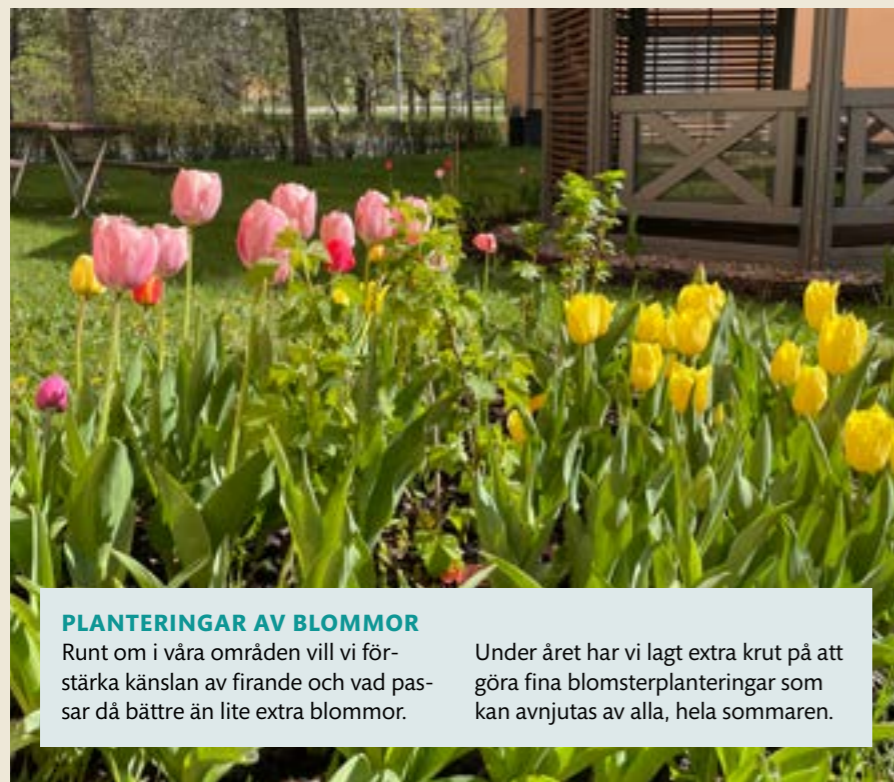 PLANTERINGAR AV BLOMMOR
Runt om i våra områden vill vi för-
stärka känslan av firande och vad pas-
sar då bättre än lite extra blommor.
Under året har vi lagt extra krut på att
göra fina blomsterplanteringar som
kan avnjutas av alla, hela sommaren.